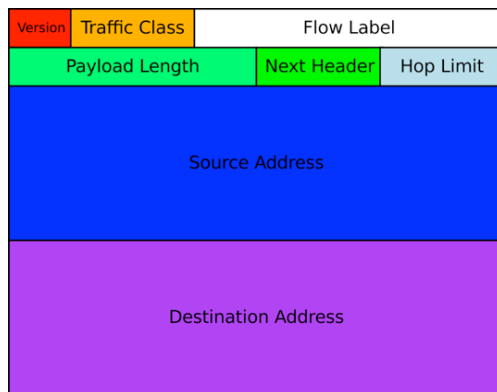 Version Traffic Class Flow Label
Payload Length Next Header Hop Limit
Source Address
Destination Address